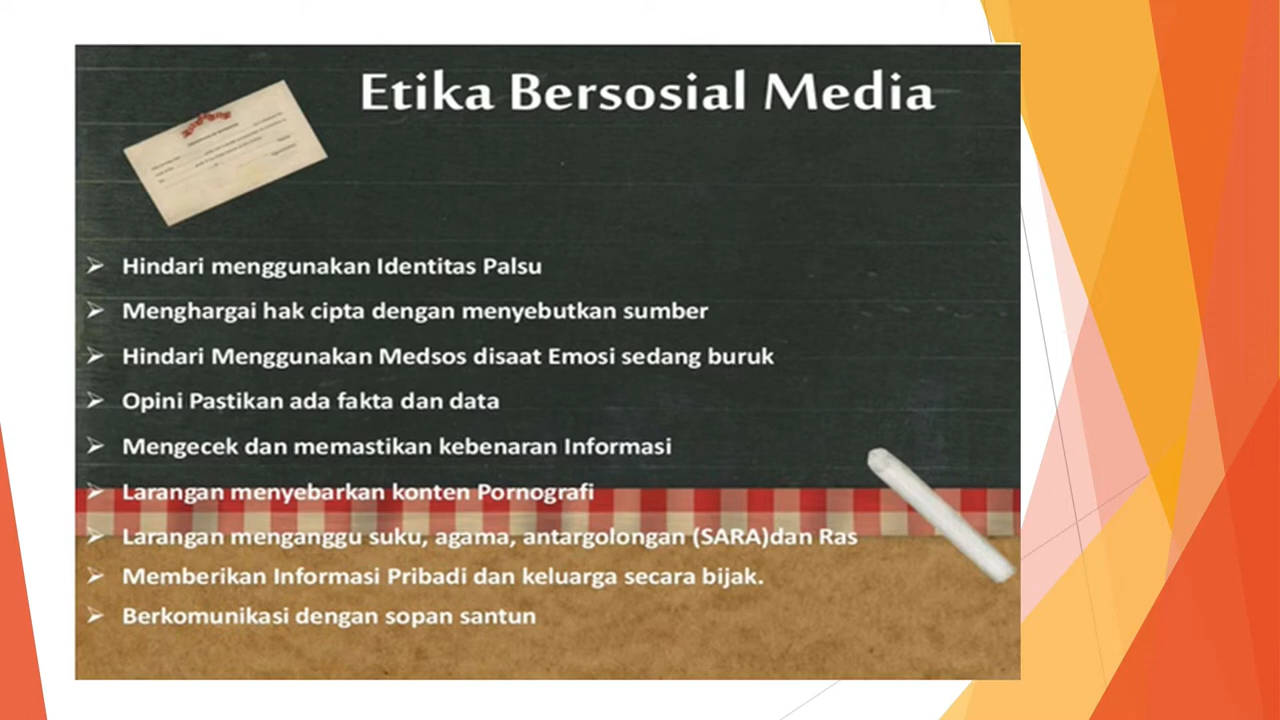 Etika Bersosial Media
Hindari menggunakan Identitas Palsu
Menghargai hak cipta dengan menyebutkan sumber
Hindari Menggunakan Medsos disaat Emosi sedang buruk
Opini Pastikan ada fakta dan data
Mengecek dan memastikan kebenaran Informasi
Larangan menyebarkan konten Pornografi
Larangan menganggu suku, agama, antargolongan (SARA)dan Ras
Memberikan Informasi Pribadi dan keluarga secara bijak.
Berkomunikasi dengan sopan santun